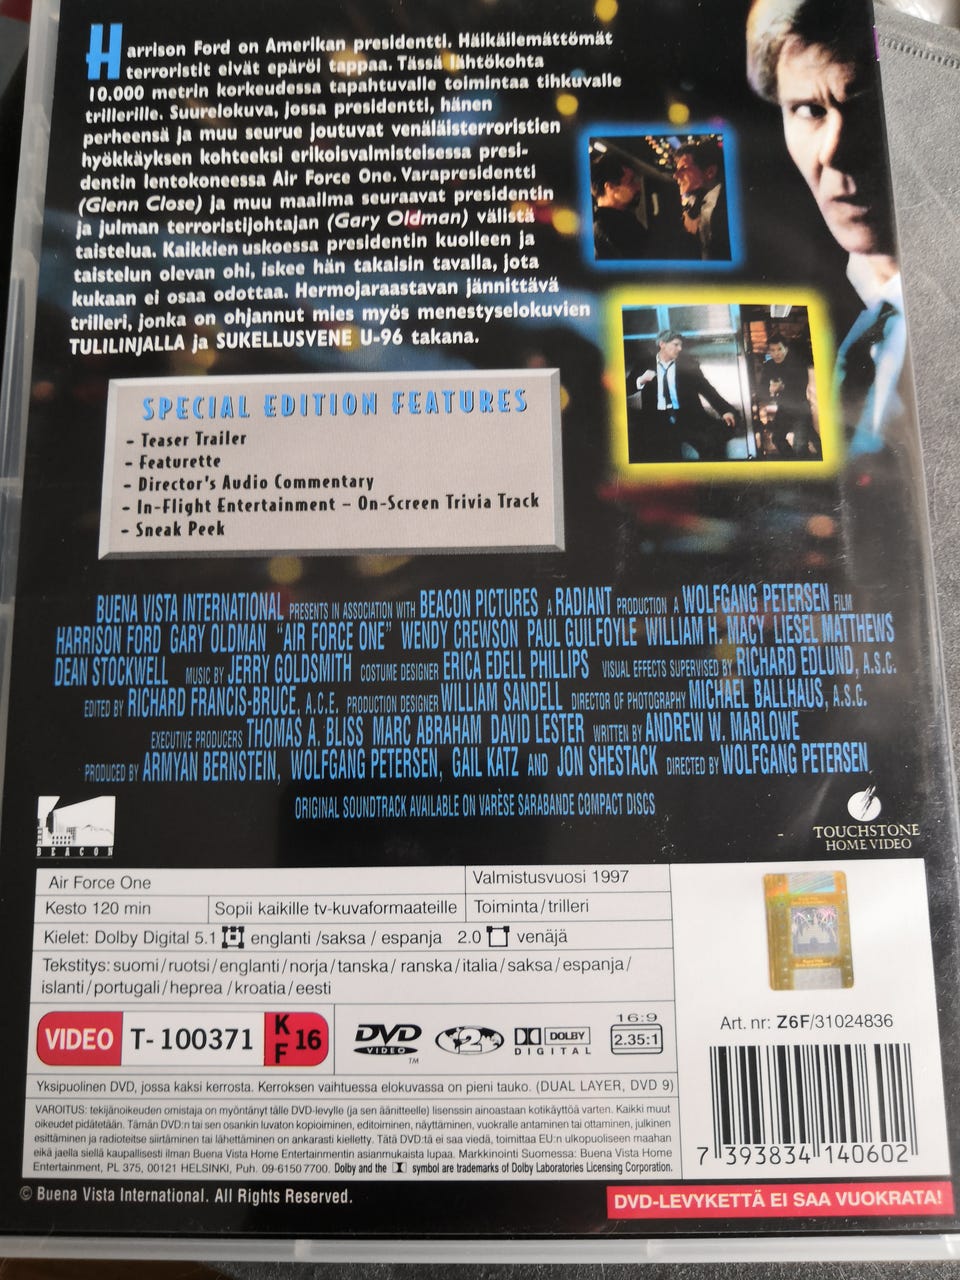 Harrison Ford on Amerikan presidentti. Häikäilemättömät
terroristit eivät epäröi tappaa. Tässä lähtökohta
10.000 metrin korkeudessa tapahtuvalle toimintaa tihkuvalle
trillerille. Suurelokuva, jossa presidentti, hänen
perheensä ja muu seurue joutuvat venäläisterroristien
hyökkäyksen kohteeksi erikoisvalmisteisessa presi-
dentin lentokoneessa Air Force One. Varapresidentti
(Glenn Close) ja muu maailma seuraavat presidentin
ja julman terroristijohtajan (Gary Oldman) välistä
taistelua. Kaikkien uskoessa presidentin kuolleen ja
taistelun olevan ohi, iskee hän takaisin tavalla, jota
kukaan ei osaa odottaa. Hermojaraastavan jännittävä
trilleri, jonka on ohjannut mies myös menestyselokuvien
TULILINJALLA ja SUKELLUSVENE U-96 takana.
SPECIAL EDITION FEATURES
- Teaser Trailer
- Featurette
- Director's Audio Commentary
- In-Flight Entertainment – On-Screen Trivia Track
- Sneak Peek
BUENA VISTA INTERNATIONAL PRESENTS IN ASSOCIATION WITH BEACON PICTURES A RADIANT PRODUCTION A WOLFGANG PETERSEN FILM
HARRISON FORD GARY OLDMAN "AIR FORCE ONE" WENDY CREWSON PAUL GUILFOYLE WILLIAM H. MACY LIESEL MATTHEWS
DEAN STOCKWELL MUSIC BY JERRY GOLDSMITH COSTUME DESIGNER ERICA EDELL PHILLIPS VISUAL EFFECTS SUPERVISED BY RICHARD EDLUND, A.S.C.
EDITED BY RICHARD FRANCIS-BRUCE, A.C.E. PRODUCTION DESIGNER WILLIAM SANDELL DIRECTOR OF PHOTOGRAPHY MICHAEL BALLHAUS, A.S.C.
EXECUTIVE PRODUCERS THOMAS A. BLISS MARC ABRAHAM DAVID LESTER WRITTEN BY ANDREW W. MARLOWE
PRODUCED BY ARMYAN BERNSTEIN, WOLFGANG PETERSEN, GAIL KATZ AND JON SHESTACK DIRECTED BY WOLFGANG PETERSEN
ORIGINAL SOUNDTRACK AVAILABLE ON VARÈSE SARABANDE COMPACT DISCS
BEACON
TOUCHSTONE
HOME VIDEO
Air Force One
Valmistusvuosi 1997
Kesto 120 min
Sopii kaikille tv-kuvaformaateille
Toiminta/trilleri
Kielet: Dolby Digital 5.1 englanti /saksa / espanja 2.0 venäjä
Tekstitys: suomi/ruotsi/englanti/norja/tanska/ ranska/italia/saksa/espanja/
islanti/portugali/heprea/kroatia/eesti
VIDEO T-100371 K F 16
DVD VIDEO TM
2
DOLBY DIGITAL
16:9
2.35:1
Art. nr: Z6F/31024836
Yksipuolinen DVD, jossa kaksi kerrosta. Kerroksen vaihtuessa elokuvassa on pieni tauko. (DUAL LAYER, DVD 9)
VAROITUS: tekijänoikeuden omistaja on myöntänyt tälle DVD-levylle (ja sen äänitteelle) lisenssin ainoastaan kotikäyttöä varten. Kaikki muut
oikeudet pidätetään. Tämän DVD:n tai sen osankin luvaton kopioiminen, editoiminen, näyttäminen, vuokralle antaminen tai ottaminen, julkinen
esittäminen ja radioiteitse siirtäminen tai lähettäminen on ankarasti kielletty. Tätä DVD:tä ei saa viedä, toimittaa EU:n ulkopuoliseen maahan
eikä jaella siellä kaupallisesti ilman Buena Vista Home Entertainmentin asianmukaista lupaa. Markkinointi Suomessa: Buena Vista Home
Entertainment, PL 375, 00121 HELSINKI, Puh. 09-6150 7700. Dolby and the symbol are trademarks of Dolby Laboratories Licensing Corporation.
7 393834 140602
© Buena Vista International. All Rights Reserved.
DVD-LEVYKETTÄ EI SAA VUOKRATA!